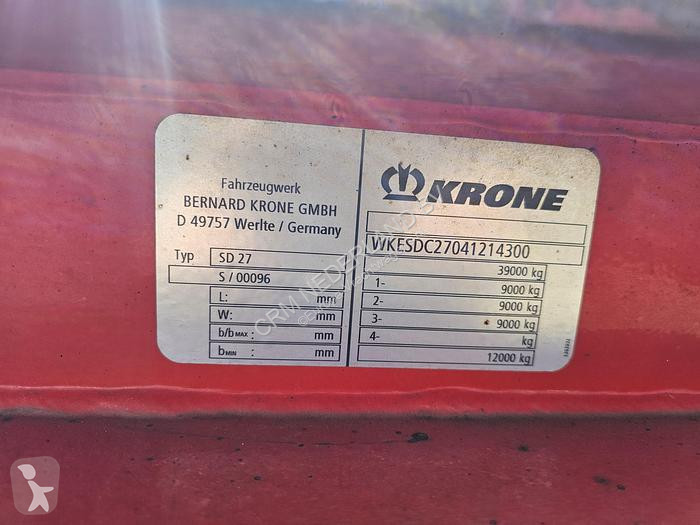 Fahrzeugwerk
BERNARD KRONE GMBH
D 49757 Werlte / Germany
Typ SD 27
S / 00096
L: mm
W: mm
b/bMAX: mm
bMIN: mm
KRONE
WKESDC27041214300
39000 kg
1- 9000 kg
2- 9000 kg
3- 9000 kg
4- kg
12000 kg